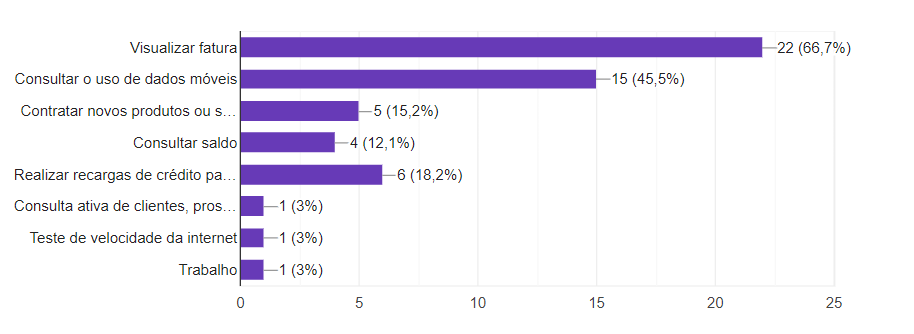 Visualizar fatura 22 (66,7%)
Consultar o uso de dados móveis 15 (45,5%)
Contratar novos produtos ou s… 5 (15,2%)
Consultar saldo 4 (12,1%)
Realizar recargas de crédito pa… 6 (18,2%)
Consulta ativa de clientes, pros… 1 (3%)
Teste de velocidade da internet 1 (3%)
Trabalho 1 (3%)
0 5 10 15 20 25